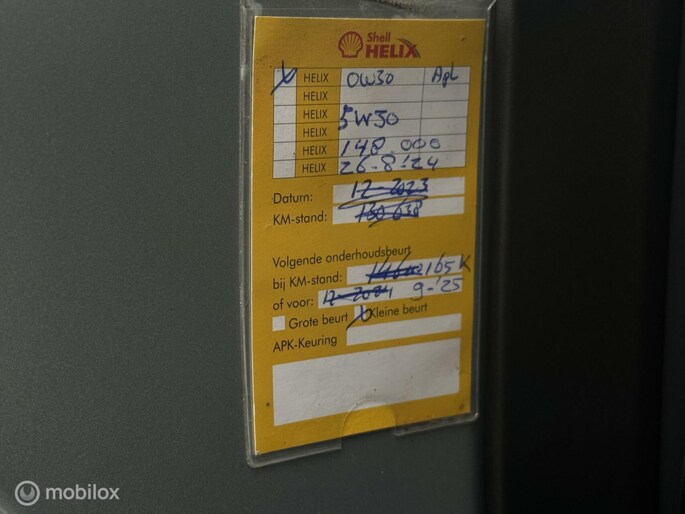 Shell
HELIX
HELIX 0W30 Apl
HELIX
HELIX 5W30
HELIX
HELIX 148.000
HELIX 26-8-'24
Datum: 12-2023
KM-stand: 130 638
Volgende onderhoudsbeurt
bij KM-stand: 165K
of voor: 12-2024 9-'25
Grote beurt Kleine beurt
APK-Keuring
mobilox